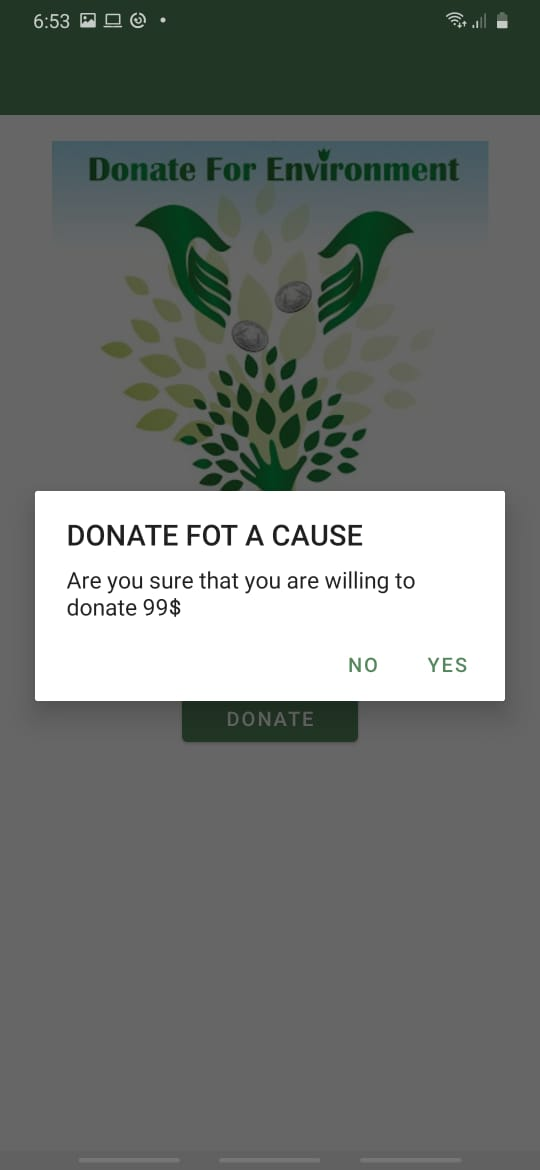 6:53
Donate For Environment
DONATE FOT A CAUSE
Are you sure that you are willing to
donate 99$
NO YES
DONATE